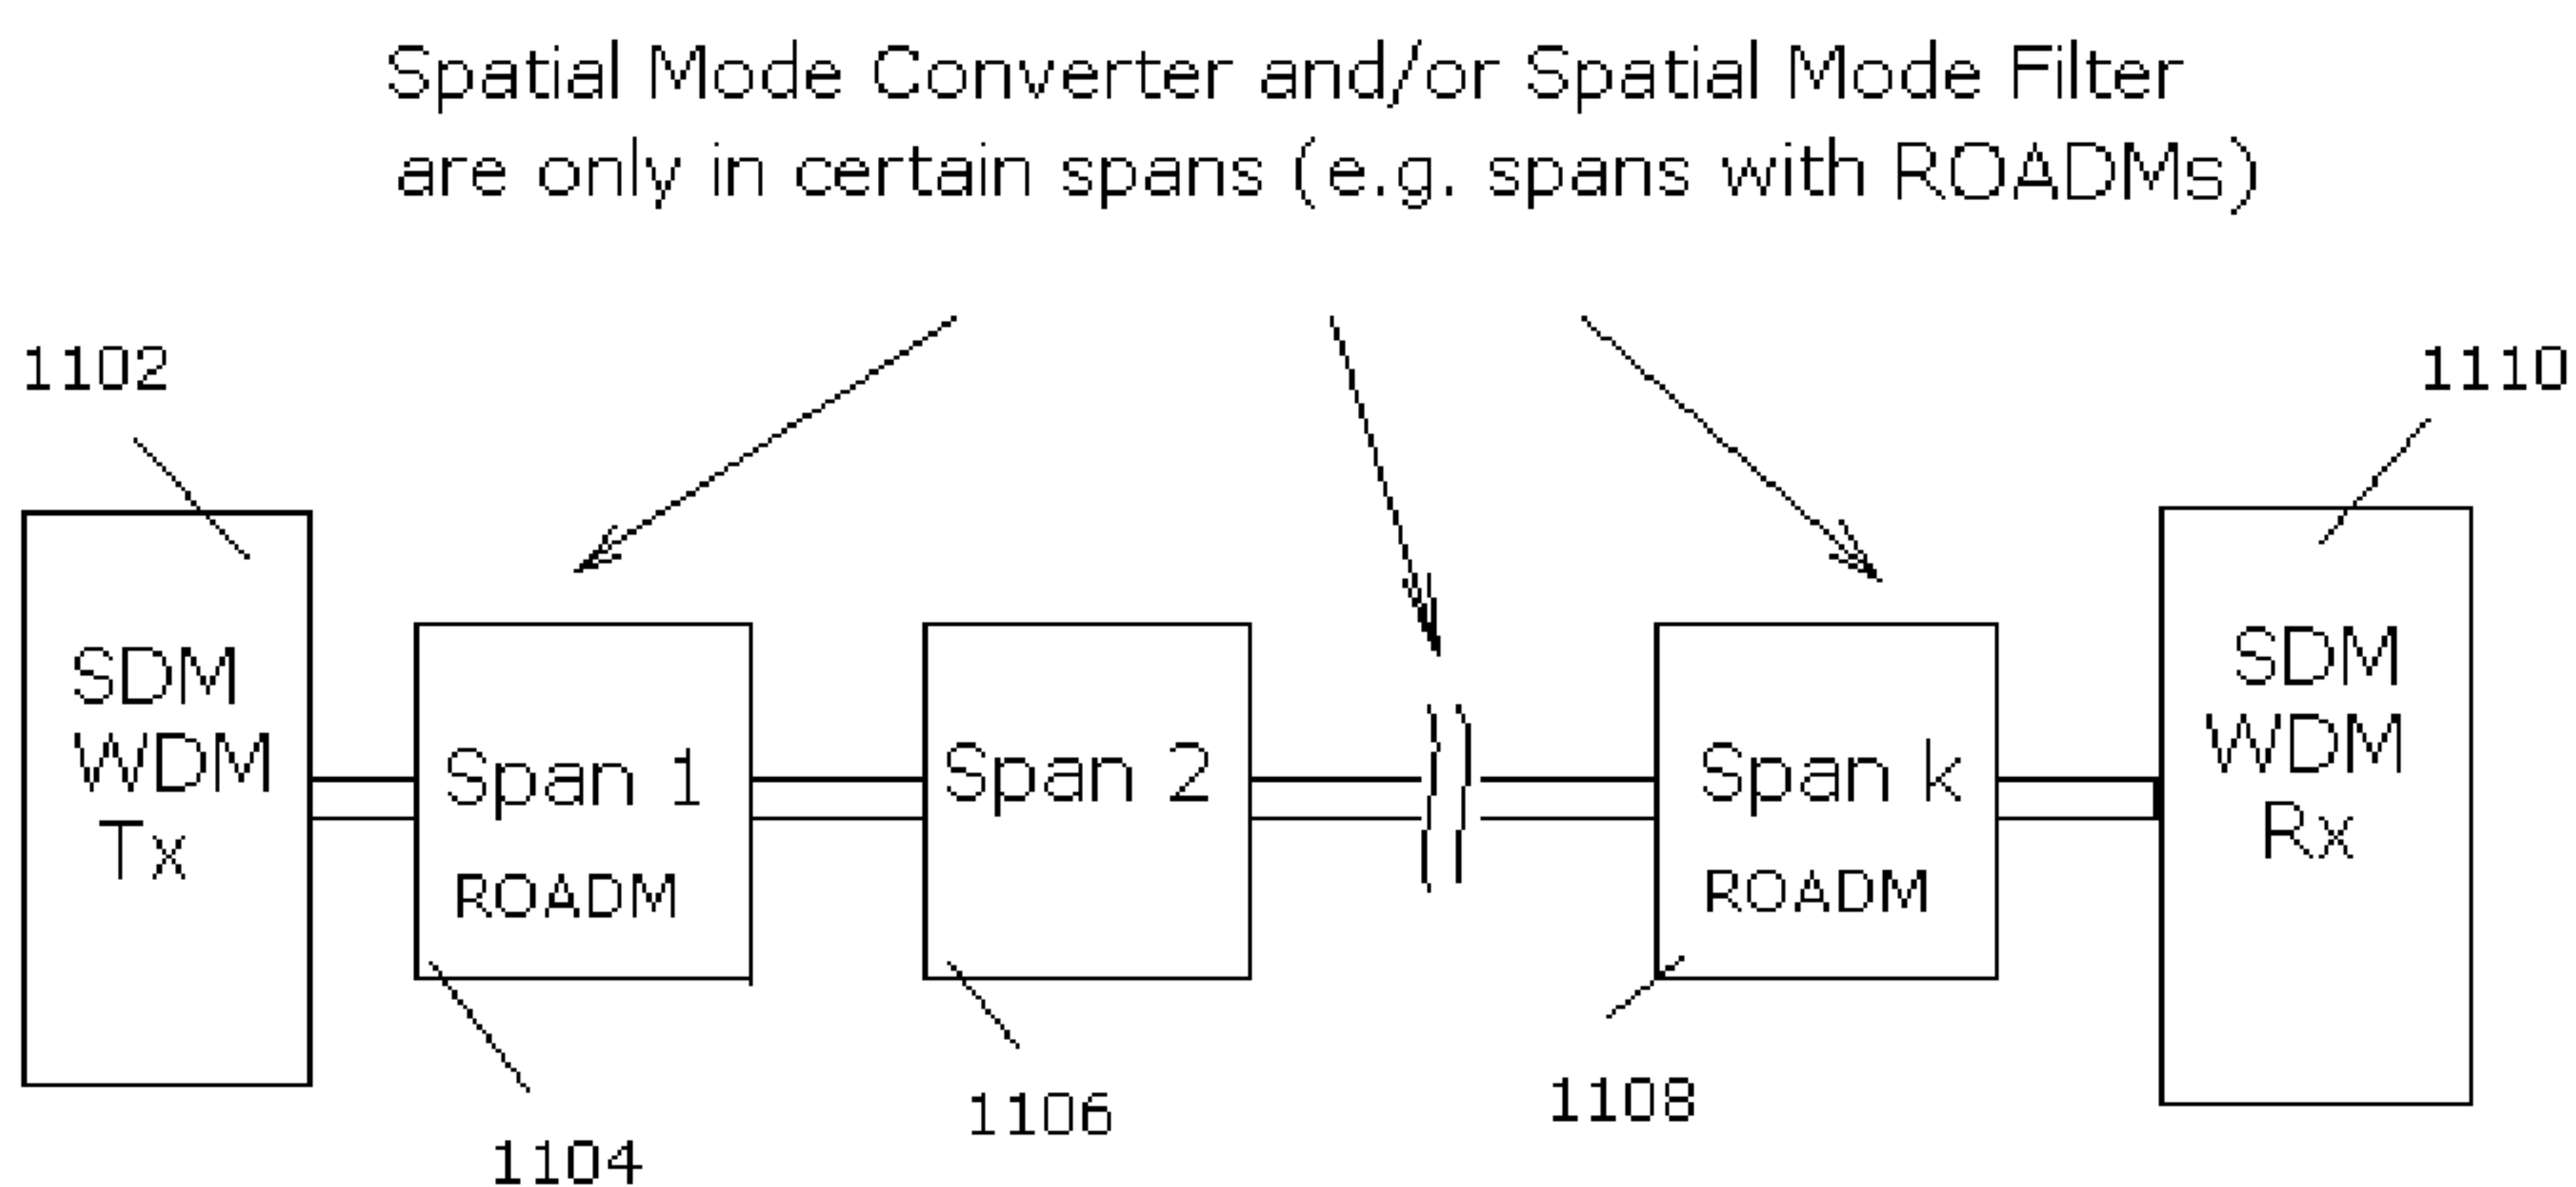 Spatial Mode Converter and/or Spatial Mode Filter
are only in certain spans (e.g. spans with ROADMs)
1102
1110
SDM
WDM
Tx
Span 1
ROADM
Span 2
Span k
ROADM
SDM
WDM
Rx
1104
1106
1108